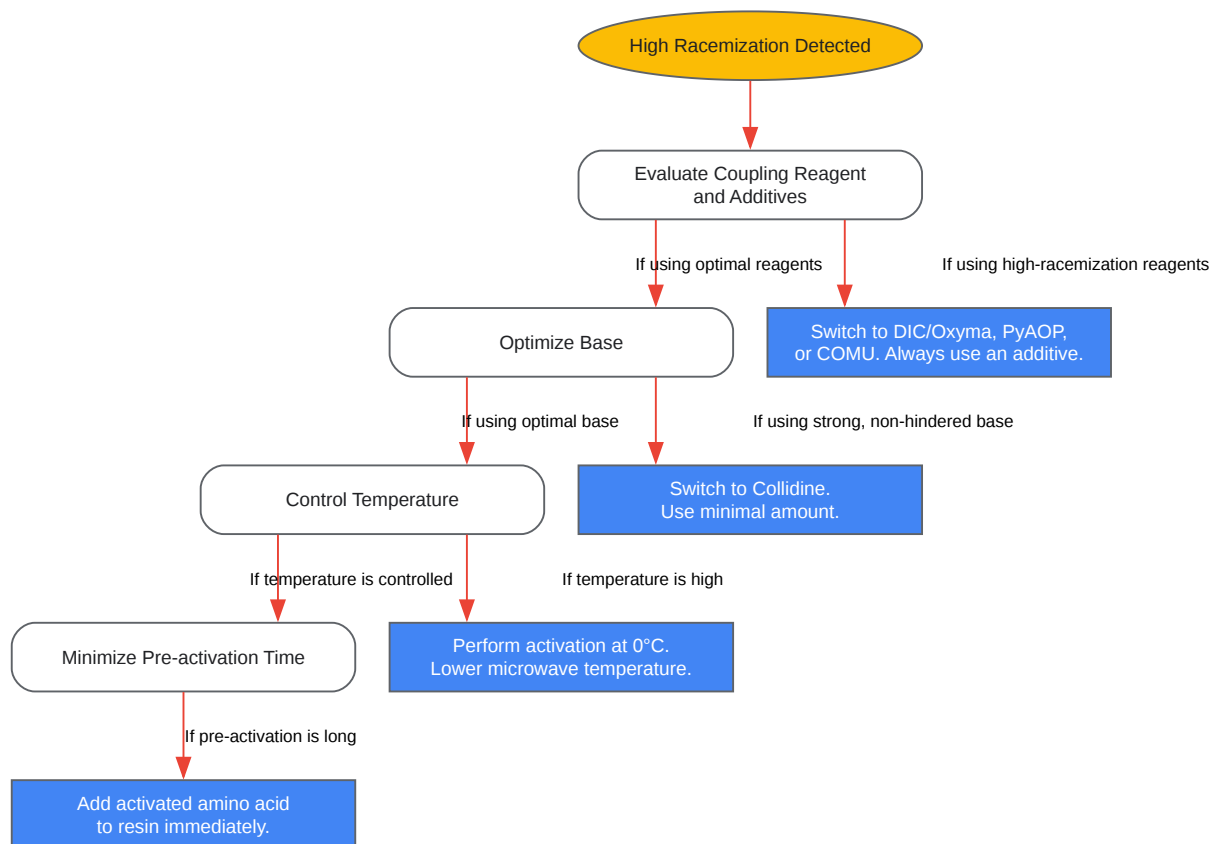 High Racemization Detected
Evaluate Coupling Reagent
and Additives
If using optimal reagents
If using high-racemization reagents
Optimize Base
Switch to DIC/Oxyma, PyAOP,
or COMU. Always use an additive.
If using optimal base
If using strong, non-hindered base
Control Temperature
Switch to Collidine.
Use minimal amount.
If temperature is controlled
If temperature is high
Minimize Pre-activation Time
Perform activation at 0°C.
Lower microwave temperature.
If pre-activation is long
Add activated amino acid
to resin immediately.